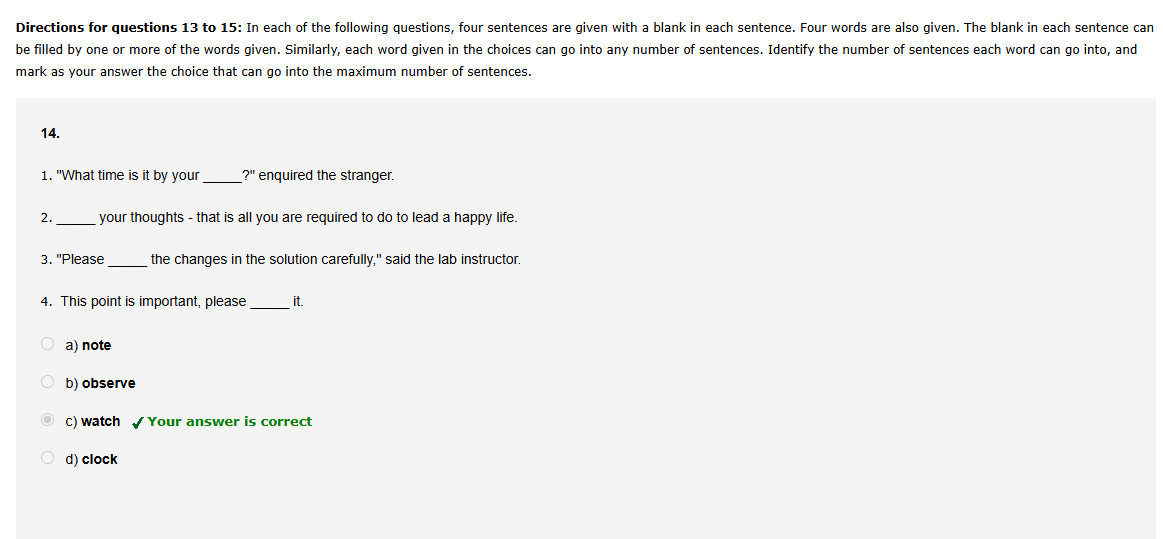 Directions for questions 13 to 15: In each of the following questions, four sentences are given with a blank in each sentence. Four words are also given. The blank in each sentence can
be filled by one or more of the words given. Similarly, each word given in the choices can go into any number of sentences. Identify the number of sentences each word can go into, and
mark as your answer the choice that can go into the maximum number of sentences.
14.
1. "What time is it by your _____?" enquired the stranger.
2. _____ your thoughts - that is all you are required to do to lead a happy life.
3. "Please _____ the changes in the solution carefully," said the lab instructor.
4. This point is important, please _____ it.
a) note
b) observe
c) watch ✓ Your answer is correct
d) clock